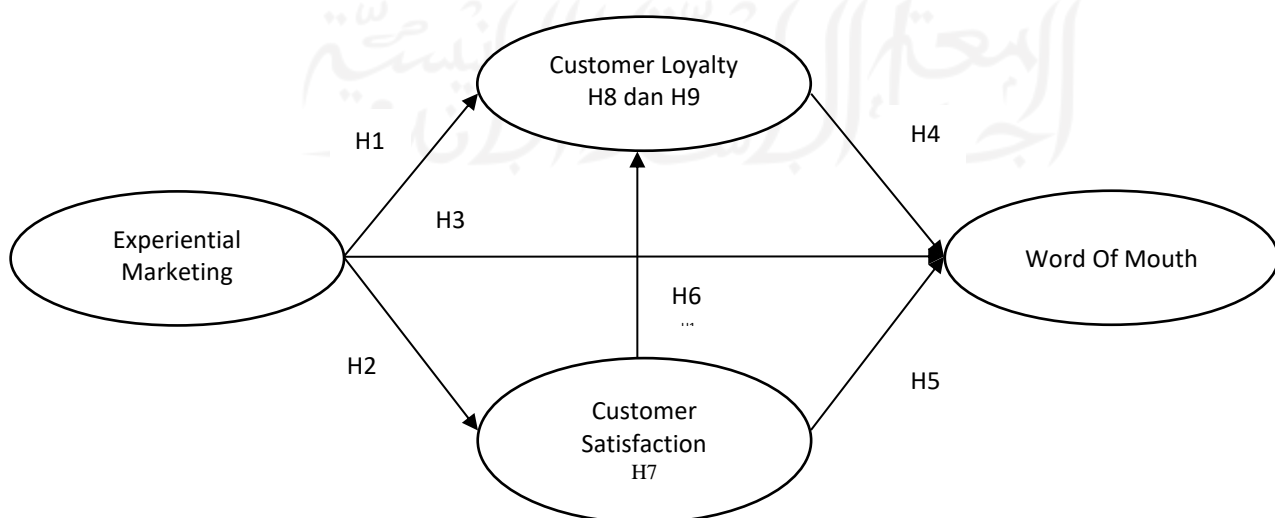 Customer Loyalty
H8 dan H9
H1
H4
H3
Experiential
Marketing
Word Of Mouth
H6
H2
H5
Customer
Satisfaction
H7